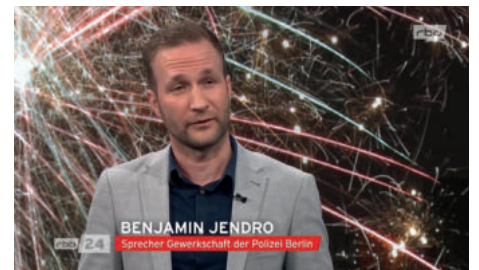 rbb
BENJAMIN JENDRO
Sprecher Gewerkschaft der Polizei Berlin
rbb 24